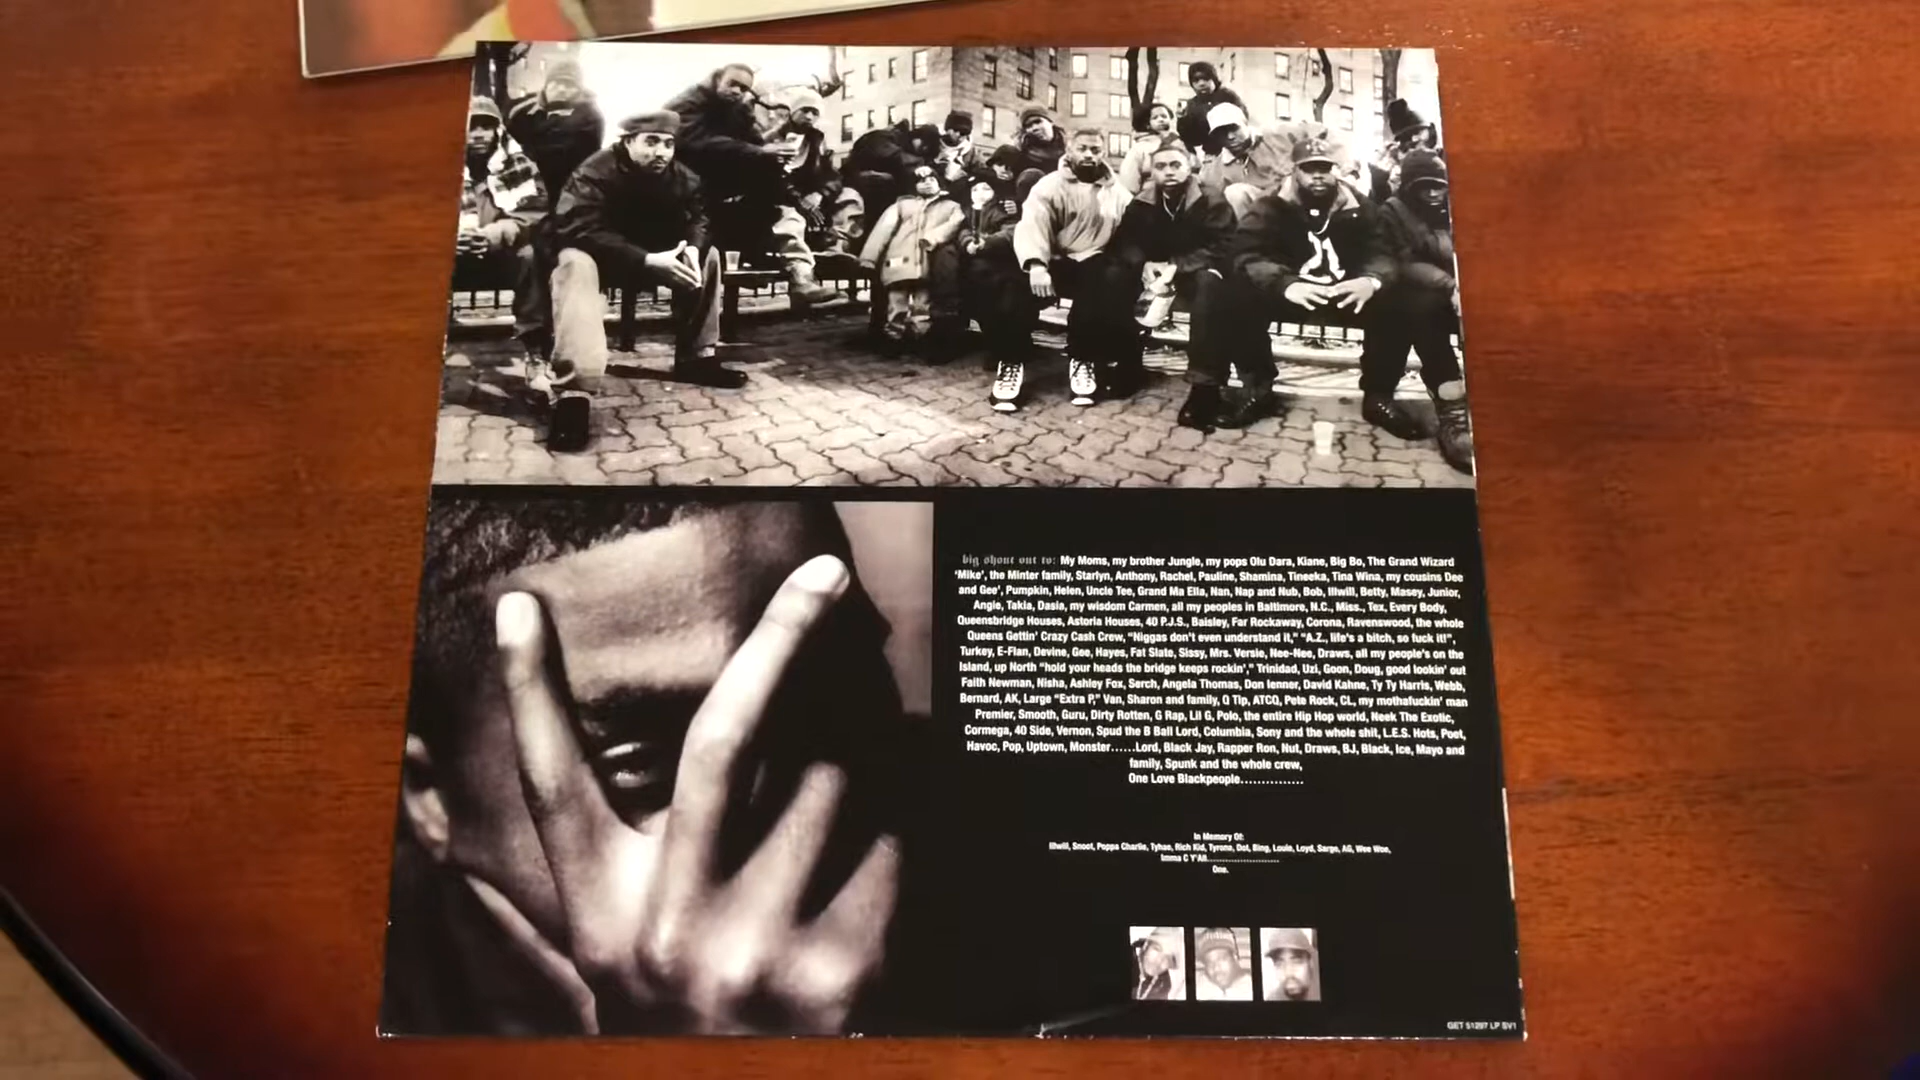 big shout out to: My Moms, my brother Jungle, my pops Olu Dara, Kiane, Big Bo, The Grand Wizard
'Mike', the Minter family, Starlyn, Anthony, Rachel, Pauline, Shamina, Tineeka, Tina Wina, my cousins Dee
and Gee', Pumpkin, Helen, Uncle Tee, Grand Ma Ella, Nan, Nap and Nub, Bob, Illwill, Betty, Masey, Junior,
Angie, Takia, Dasia, my wisdom Carmen, all my peoples in Baltimore, N.C., Miss., Tex, Every Body,
Queensbridge Houses, Astoria Houses, 40 P.J.S., Baisley, Far Rockaway, Corona, Ravenswood, the whole
Queens Gettin' Crazy Cash Crew, "Niggas don't even understand it," "A.Z., life's a bitch, so fuck it!",
Turkey, E-Flan, Devine, Gee, Hayes, Fat Slate, Sissy, Mrs. Versie, Nee-Nee, Draws, all my people's on the
Island, up North "hold your heads the bridge keeps rockin'," Trinidad, Uzi, Goon, Doug, good lookin' out
Faith Newman, Nisha, Ashley Fox, Serch, Angela Thomas, Don Ienner, David Kahne, Ty Ty Harris, Webb,
Bernard, AK, Large "Extra P," Van, Sharon and family, Q Tip, ATCQ, Pete Rock, CL, my mothafuckin' man
Premier, Smooth, Guru, Dirty Rotten, G Rap, Lil G, Polo, the entire Hip Hop world, Neek The Exotic,
Cormega, 40 Side, Vernon, Spud the B Ball Lord, Columbia, Sony and the whole shit, L.E.S. Hots, Poet,
Havoc, Pop, Uptown, Monster......Lord, Black Jay, Rapper Ron, Nut, Draws, BJ, Black, Ice, Mayo and
family, Spunk and the whole crew,
One Love Blackpeople...............
In Memory Of:
Illwill, Snoot, Poppa Charlie, Tyhae, Rich Kid, Tyrone, Dot, Bing, Louie, Loyd, Sargo, AG, Wee Wee,
Imma C Y'All........................
One.
21
GET 51297 LP SV1